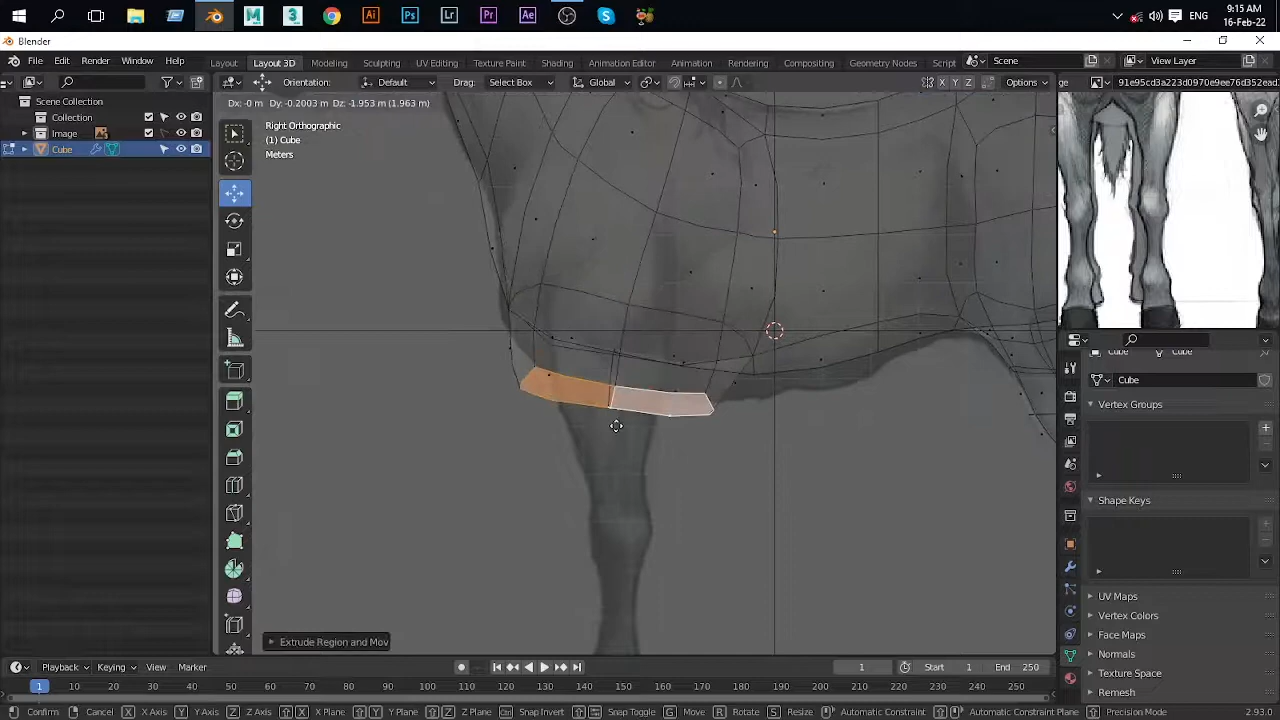 Ai Ps Lr Pr Ae S ENG 9:15 AM
16-Feb-22
Blender
File Edit Render Window Help Layout Layout 3D Modeling Sculpting UV Editing Texture Paint Shading Animation Editor Rendering Compositing Geometry Nodes Script Scene View Layer
Orientation: Default Drag: Select Box Global X Y Z Options ge 91e95cd3a223d0970e9ee76d352ead
Dx: -0 m Dy: -0.2003 m Dz: -1.953 m (1.963 m)
Scene Collection
Collection
Image
Cube
Right Orthographic
(1) Cube
Meters
Cube Cube
Cube
Vertex Groups
Shape Keys
UV Maps
Vertex Colors
Face Maps
Normals
Texture Space
Remesh
Extrude Region and Mov
Playback Keying View Marker 1 Start 1 End 250
1 10 20 30 40 50 60 70 80 90 100 110 120 130 140 150 160 170 180 190 200 210 220 230 240 250
Confirm Cancel X X Axis Y Y Axis Z Z Axis X X Plane Y Y Plane Z Z Plane Snap Invert Snap Toggle G Move R Rotate S Resize Automatic Constraint Automatic Constraint Plane Precision Mode 2.93.0